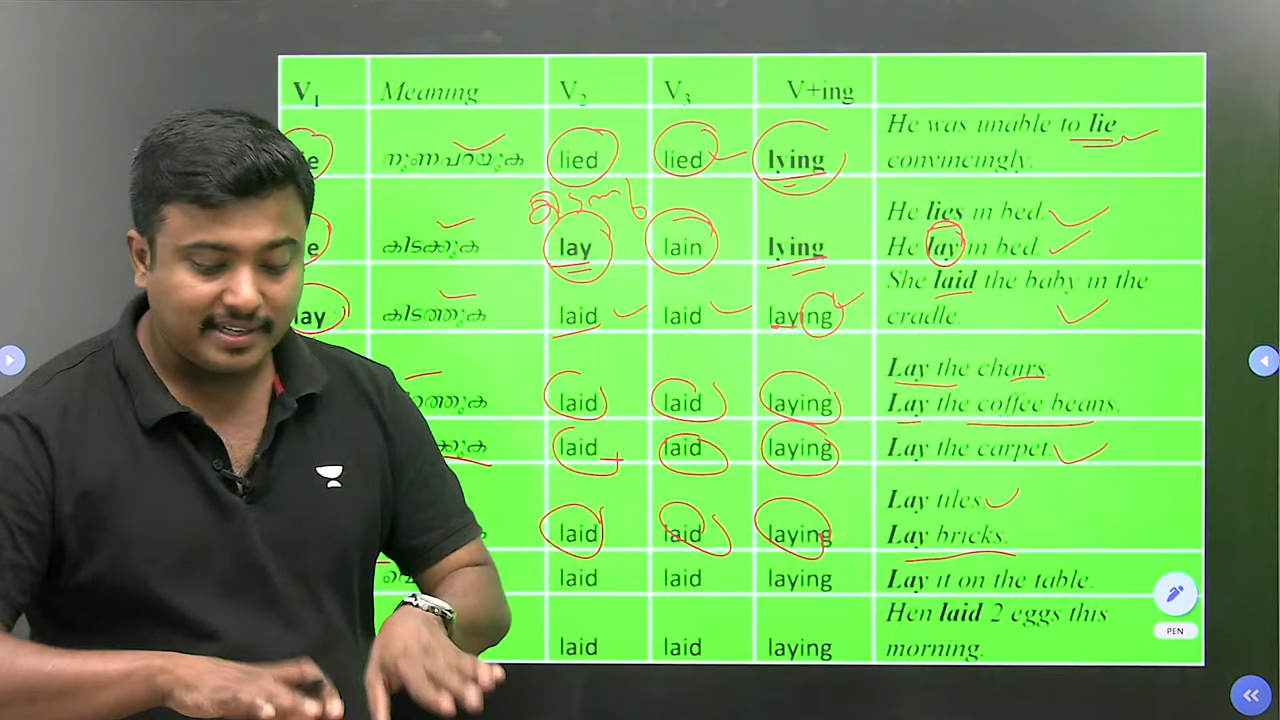 V1 Meaning V2 V3 V+ing
നുണപറയുക lied lied lying He was unable to lie
convincingly.
He lies in bed.
കിടക്കുക lay lain lying He lay in bed.
She laid the baby in the
lay കിടത്തുക laid laid laying cradle.
Lay the chairs.
laid laid laying Lay the coffee beans.
laid laid laying Lay the carpet.
Lay tiles.
laid laid laying Lay bricks.
laid laid laying Lay it on the table.
Hen laid 2 eggs this
laid laid laying morning.
PEN